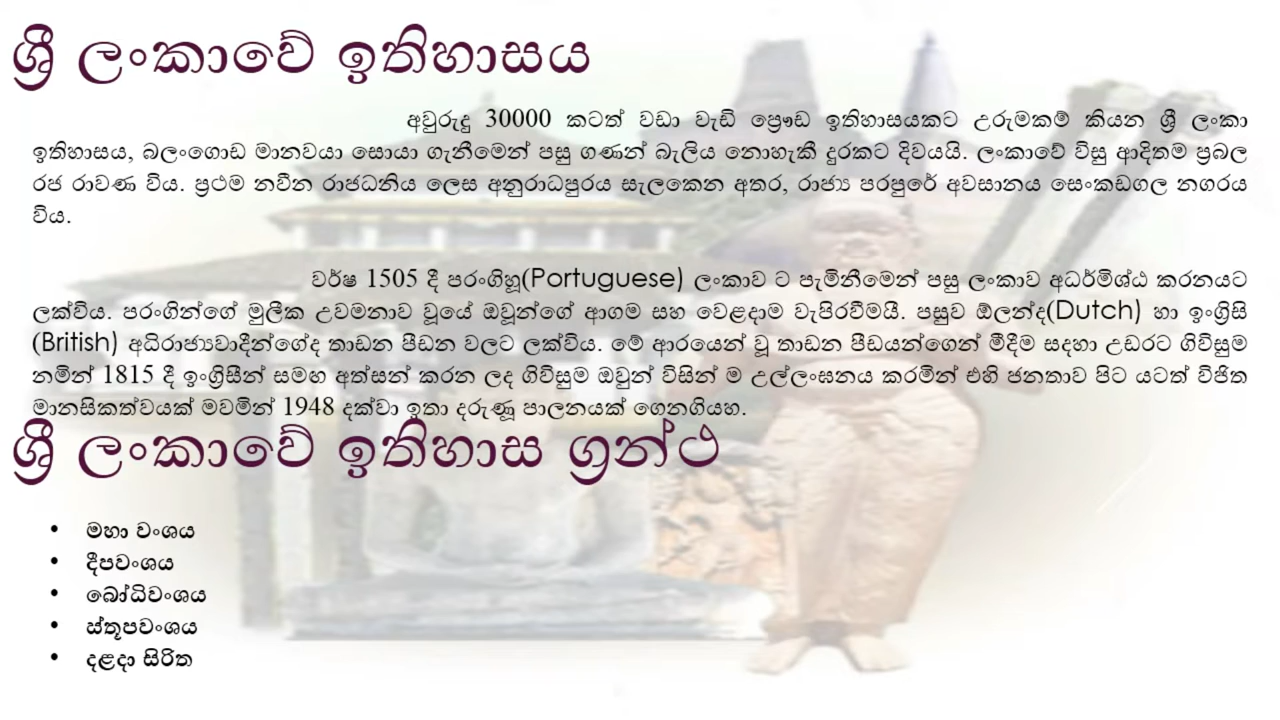 ශ්‍රී ලංකාවේ ඉතිහාසය
අවුරුදු 30000 කටත් වඩා වැඩි ප්‍රෞඩ ඉතිහාසයකට උරුමකම් කියන ශ්‍රී ලංකා
ඉතිහාසය, බලංගොඩ මානවයා සොයා ගැනීමෙන් පසු ගණන් බැලිය නොහැකි දුරකට දිවයයි. ලංකාවේ විසු ආදිතම ප්‍රබල
රජ රාවණ විය. ප්‍රථම නවීන රාජධනිය ලෙස අනුරාධපුරය සැලකෙන අතර, රාජ්‍ය පරපුරේ අවසානය සෙංකඩගල නගරය
විය.
වර්ෂ 1505 දී පරංගිහූ(Portuguese) ලංකාව ට පැමිනීමෙන් පසු ලංකාව අධර්මිශ්ඨ කරනයට
ලක්විය. පරංගින්ගේ මුලීක උවමනාව වූයේ ඔවූන්ගේ ආගම සහ වෙළදාම වැපිරවීමයී. පසුව ඕලන්ද(Dutch) හා ඉංග්‍රිසි
(British) අධිරාජ්‍යවාදීන්ගේද තාඩන පීඩන වලට ලක්විය. මේ ආරයෙන් වූ තාඩන පීඩයන්ගෙන් මීදීම සදහා උඩරට ගිවිසුම
නමින් 1815 දී ඉංග්‍රිසීන් සමඟ අත්සන් කරන ලද ගිවිසුම ඔවුන් විසින් ම උල්ලංඝනය කරමින් එහි ජනතාව පිට යටත් විජිත
මානසිකත්වයක් මවමින් 1948 දක්වා ඉතා දරුණු පාලනයක් ගෙනගියහ.
ශ්‍රී ලංකාවේ ඉතිහාස ග්‍රන්ථ
• මහා වංශය
• දීපවංශය
• බෝධිවංශය
• ස්තූපවංශය
• දළදා සිරිත